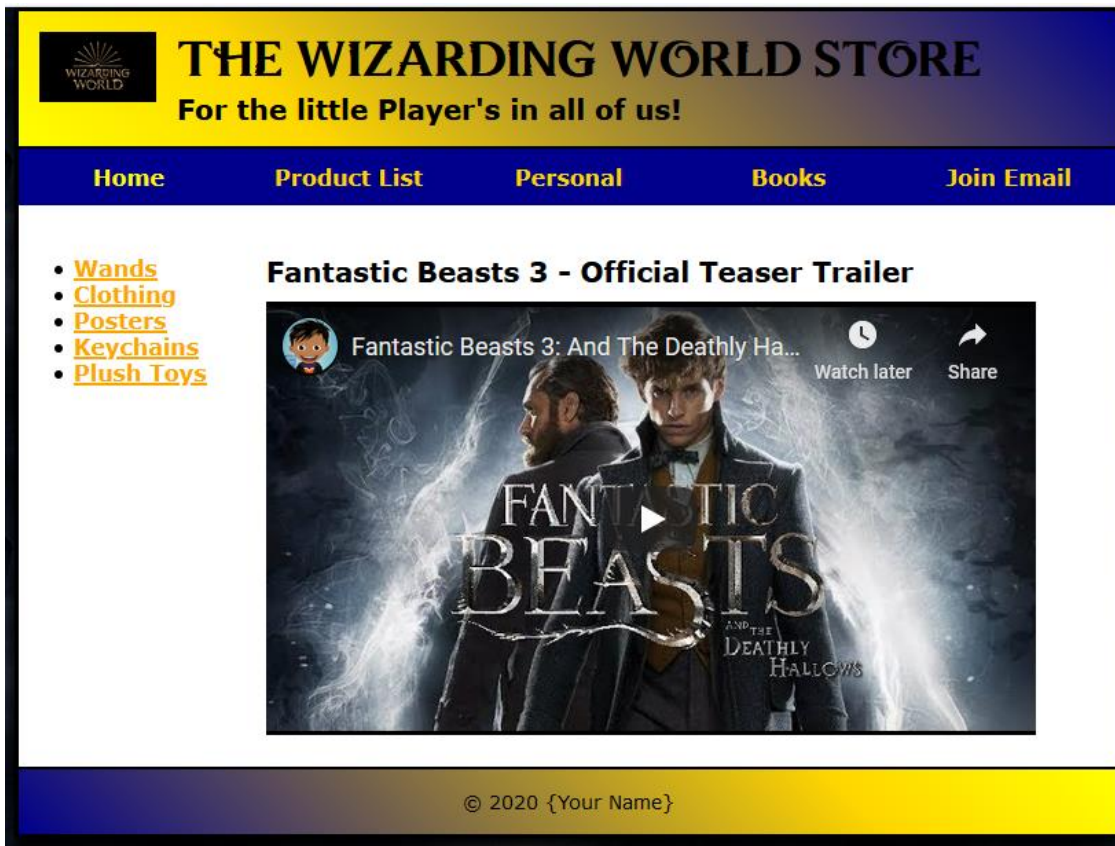 WIZARDING
WORLD
THE WIZARDING WORLD STORE
For the little Player's in all of us!
Home Product List Personal Books Join Email
Wands
Clothing
Posters
Keychains
Plush Toys
Fantastic Beasts 3 - Official Teaser Trailer
Fantastic Beasts 3: And The Deathly Ha...
Watch later Share
FANTASTIC
BEASTS
AND THE
DEATHLY
HALLOWS
© 2020 {Your Name}